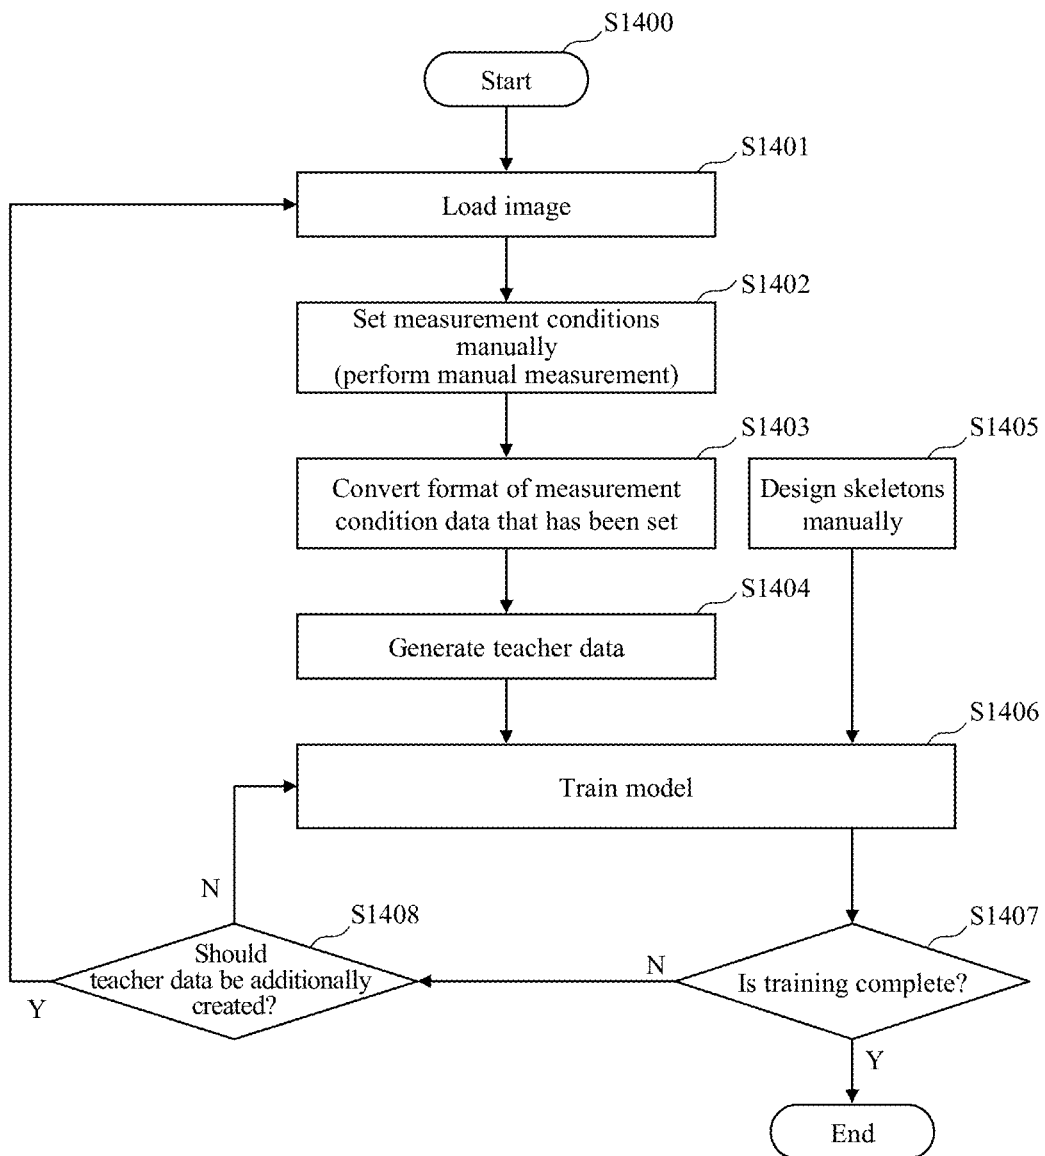 S1400
Start
S1401
Load image
S1402
Set measurement conditions
manually
(perform manual measurement)
S1403
Convert format of measurement
condition data that has been set
S1405
Design skeletons
manually
S1404
Generate teacher data
S1406
Train model
N
S1408
Should
teacher data be additionally
created?
Y
N
S1407
Is training complete?
Y
End